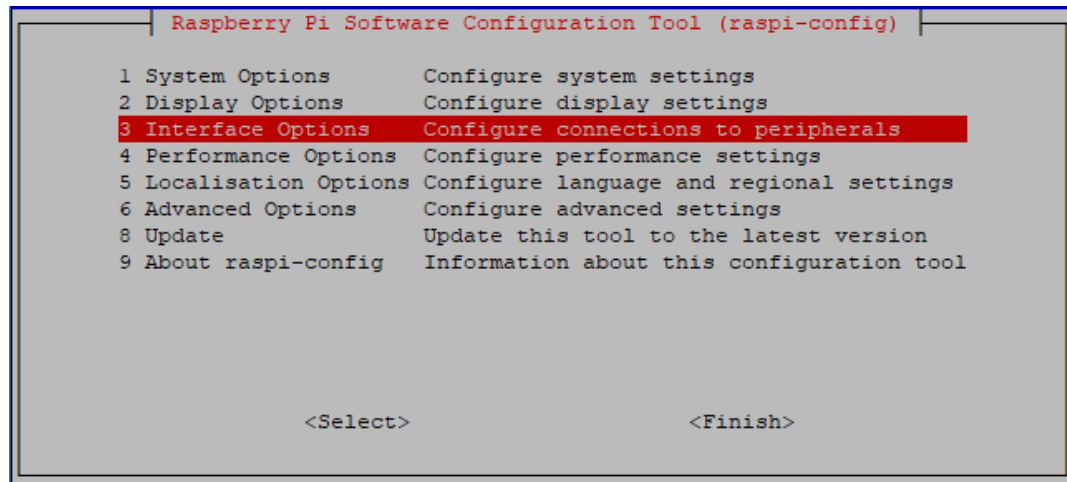 Raspberry Pi Software Configuration Tool (raspi-config)
1 System Options Configure system settings
2 Display Options Configure display settings
3 Interface Options Configure connections to peripherals
4 Performance Options Configure performance settings
5 Localisation Options Configure language and regional settings
6 Advanced Options Configure advanced settings
8 Update Update this tool to the latest version
9 About raspi-config Information about this configuration tool
<Select> <Finish>